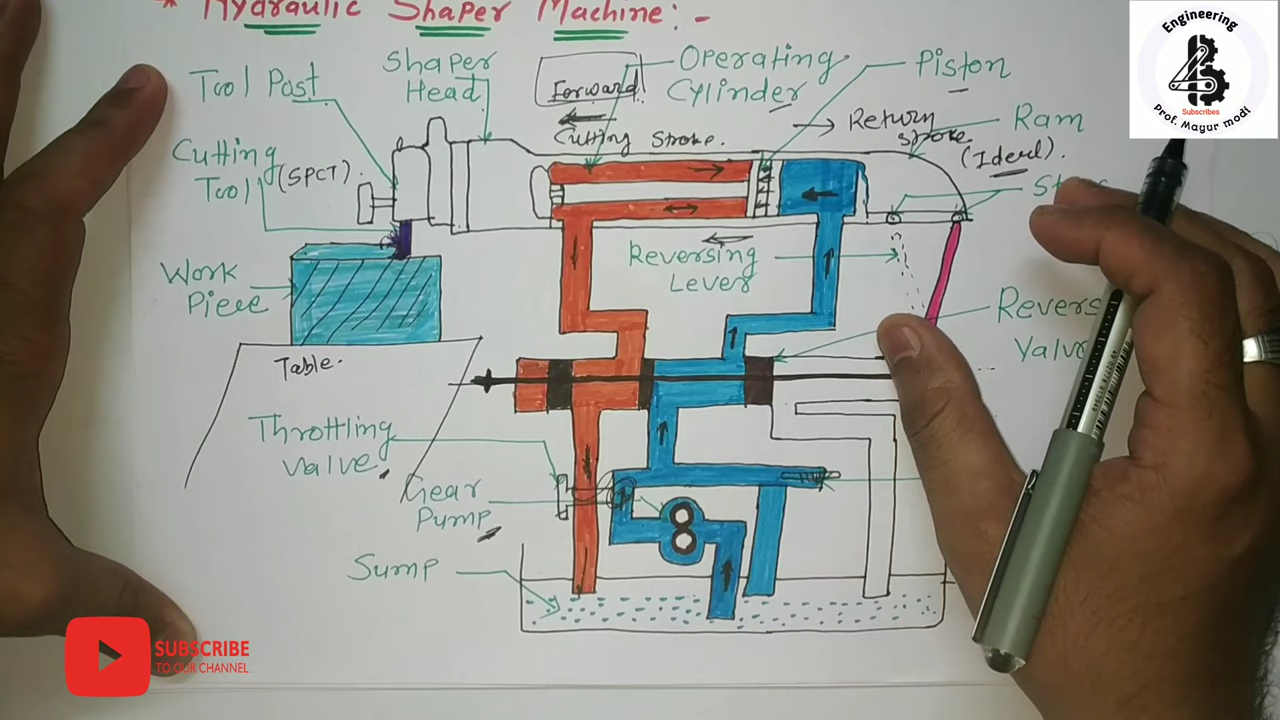 * Hydraulic Shaper Machine:-
Tool Post
Shaper
Head
Forward
Operating
Cylinder
Piston
Cutting Stroke.
Return
stroke
(Ideal).
Ram
Cutting
Tool
(SPCT)
Work
Piece
Reversing
Lever
Table.
Throttling
valve.
Gear
Pump
Sump
Engineering
Subscribes
Prof. Mayur modi
SUBSCRIBE
TO OUR CHANNEL